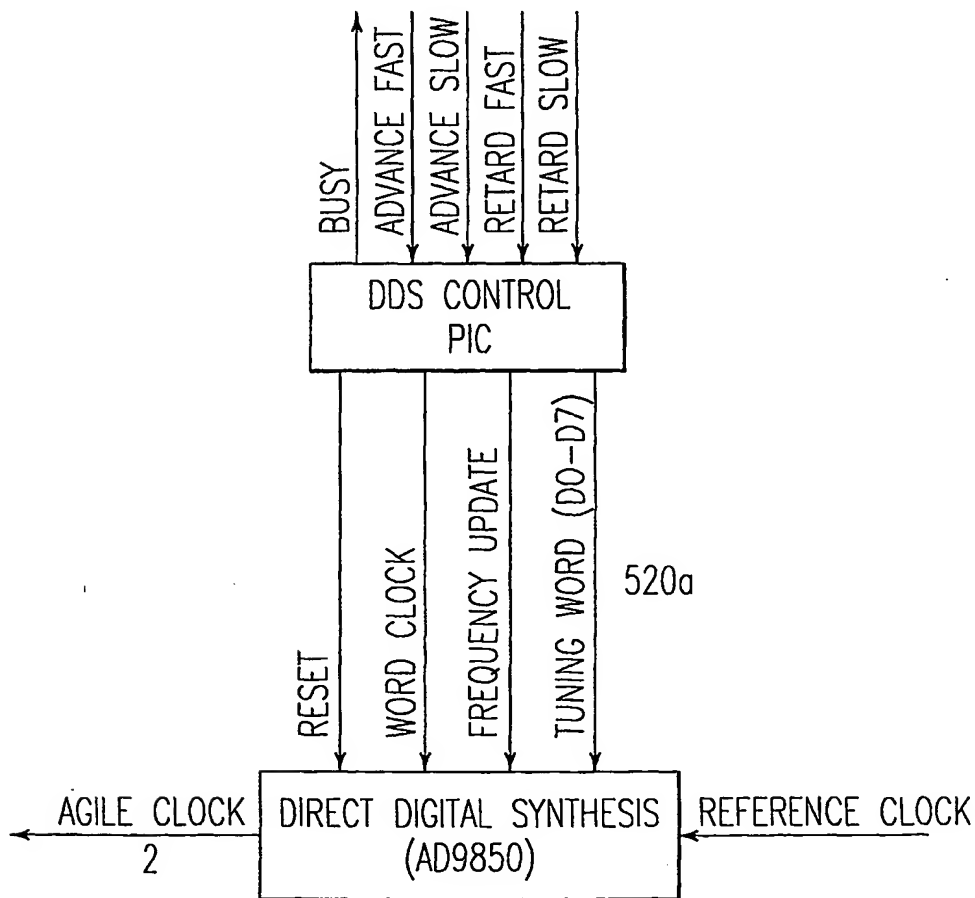 BUSY
ADVANCE FAST
ADVANCE SLOW
RETARD FAST
RETARD SLOW
DDS CONTROL
PIC
RESET
WORD CLOCK
FREQUENCY UPDATE
TUNING WORD (DO-D7)
520a
AGILE CLOCK
2
DIRECT DIGITAL SYNTHESIS
(AD9850)
REFERENCE CLOCK